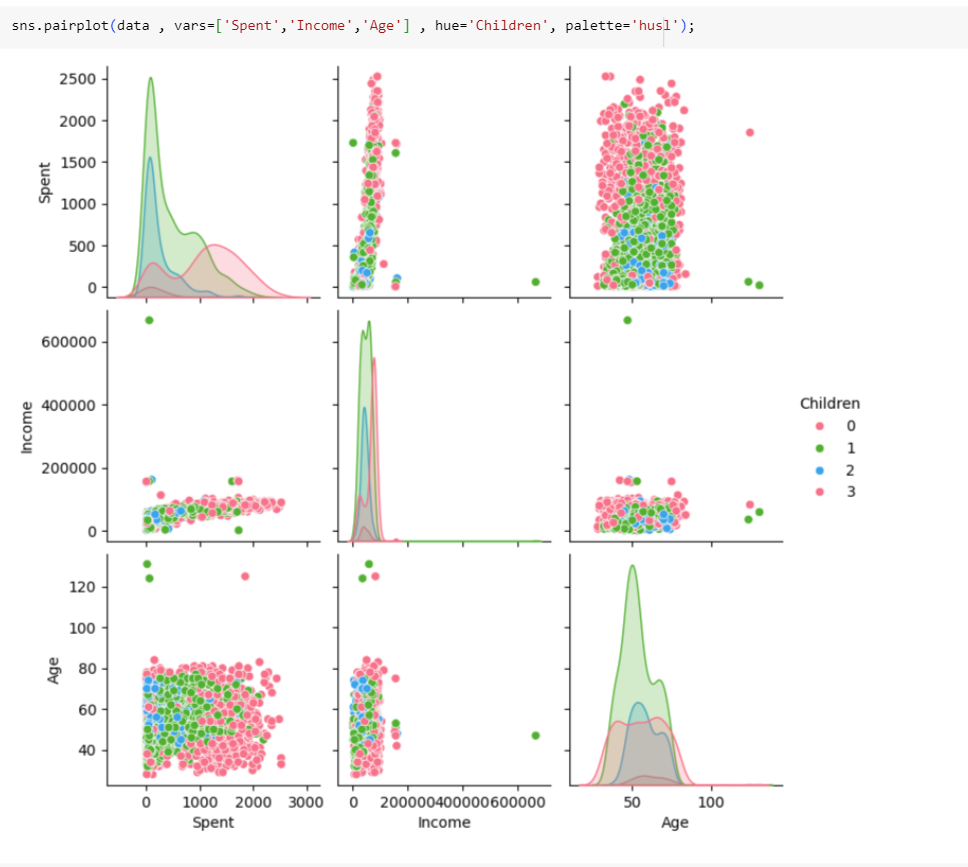 sns.pairplot(data , vars=['Spent','Income','Age'] , hue='Children', palette='husl');
2500
2000
1500
1000
500
0
Spent
600000
400000
200000
0
Income
Children
0
1
2
3
120
100
80
60
40
Age
0 1000 2000 3000
Spent
0 200000400000600000
Income
50 100
Age